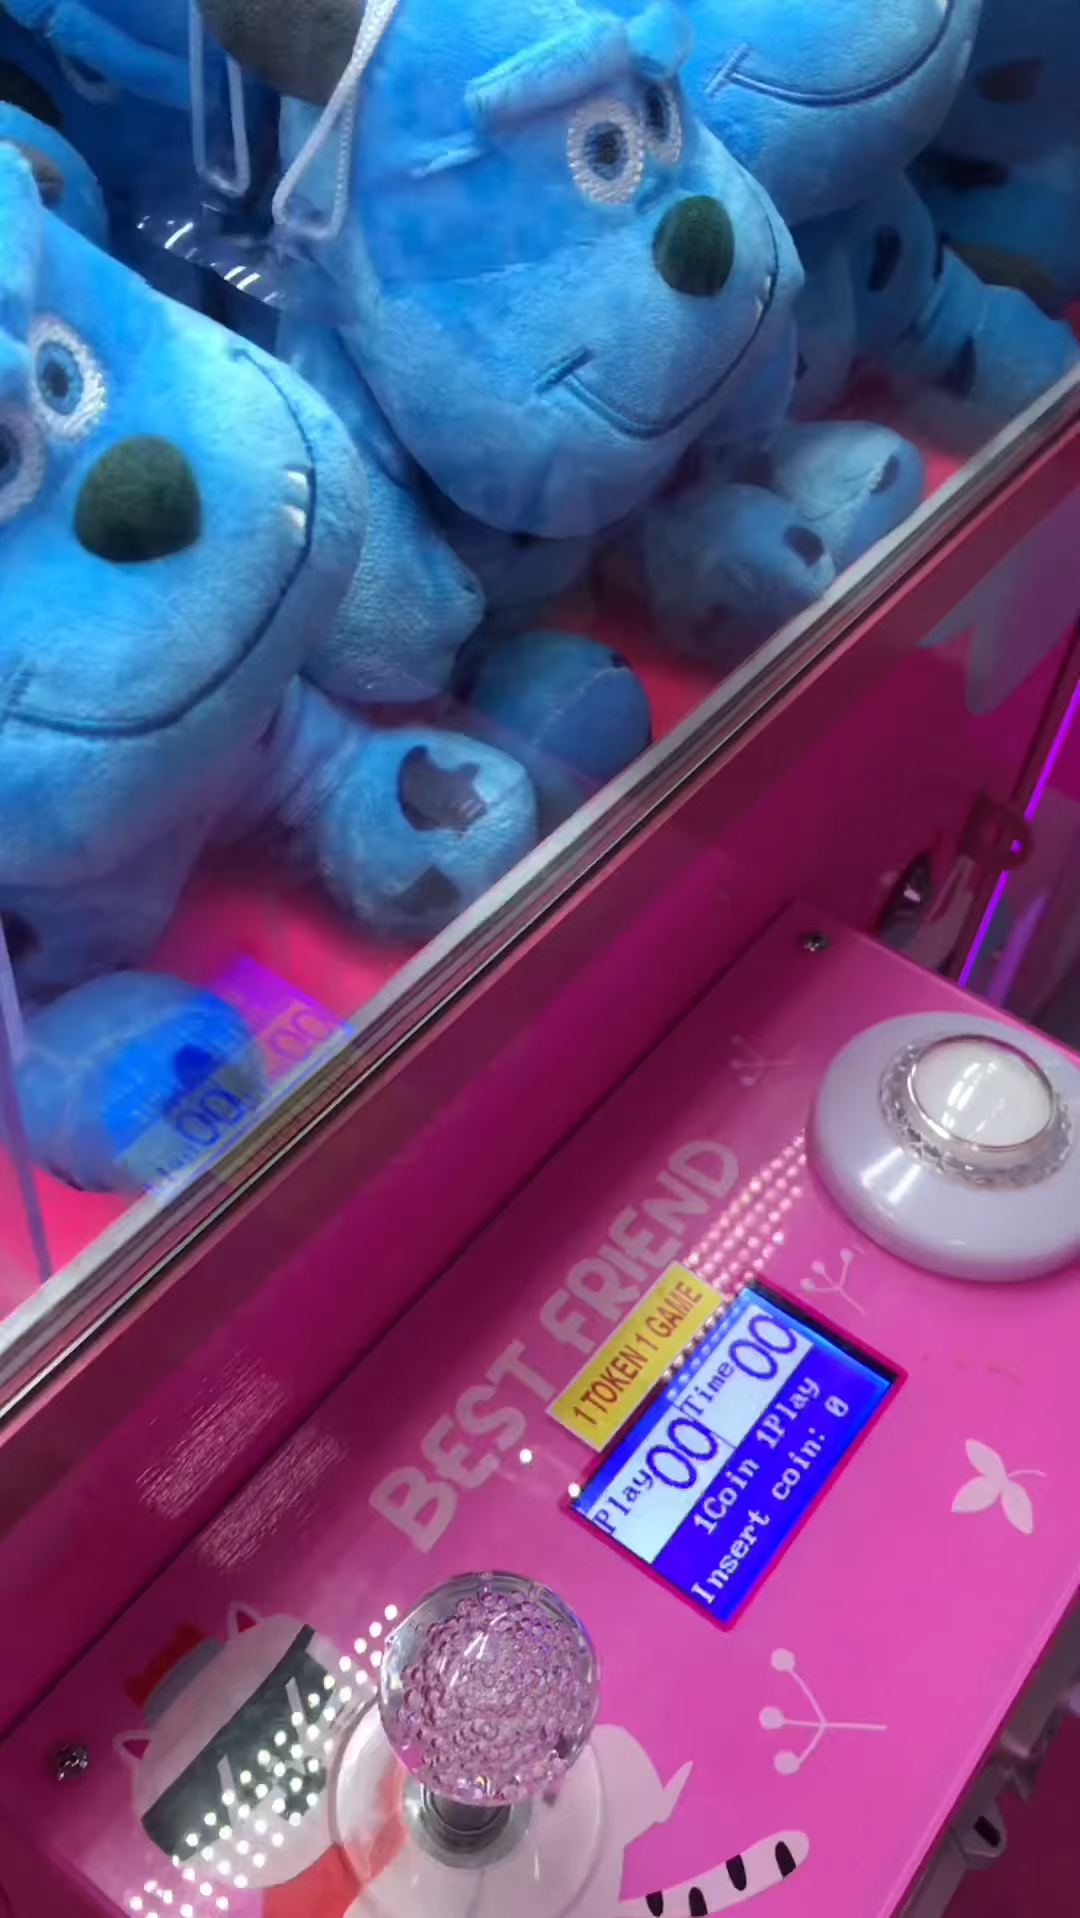 BEST FRIEND
1 TOKEN 1 GAME
Play 00 Time 00
1Coin 1Play
Insert coin: 0